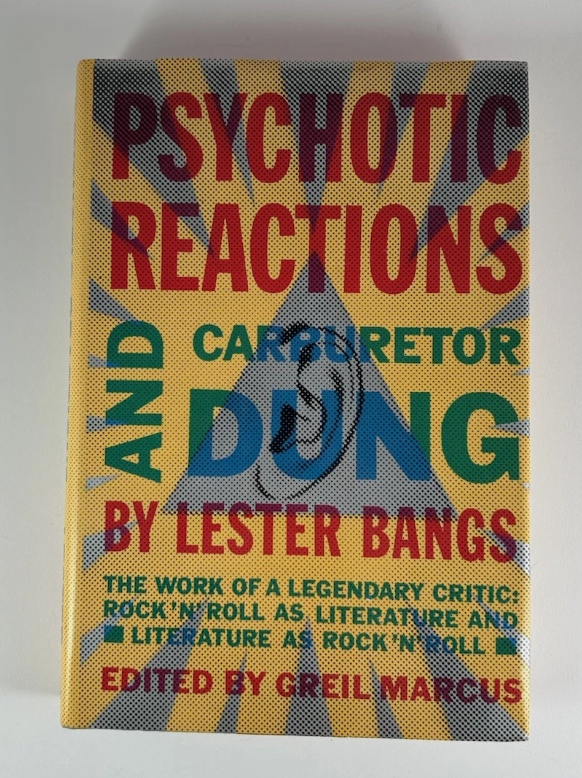 PSYCHOTIC
REACTIONS
AND
CARBURETOR
DUNG
BY LESTER BANGS
THE WORK OF A LEGENDARY CRITIC:
ROCK'N'ROLL AS LITERATURE AND
LITERATURE AS ROCK'N'ROLL
EDITED BY GREIL MARCUS